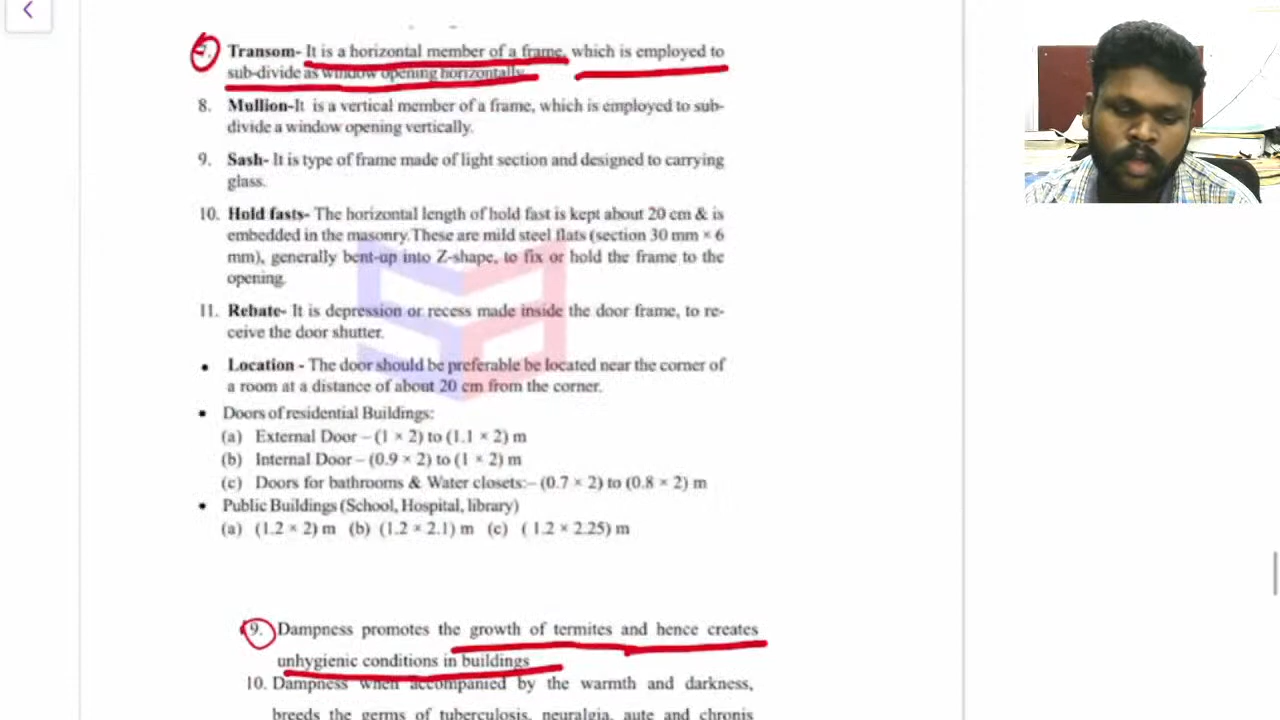 7. Transom- It is a horizontal member of a frame, which is employed to
sub-divide as window opening horizontally.
8. Mullion-It is a vertical member of a frame, which is employed to sub-
divide a window opening vertically.
9. Sash- It is type of frame made of light section and designed to carrying
glass.
10. Hold fasts- The horizontal length of hold fast is kept about 20 cm & is
embedded in the masonry. These are mild steel flats (section 30 mm × 6
mm), generally bent-up into Z-shape, to fix or hold the frame to the
opening.
11. Rebate- It is depression or recess made inside the door frame, to re-
ceive the door shutter.
• Location - The door should be preferable be located near the corner of
a room at a distance of about 20 cm from the corner.
• Doors of residential Buildings:
(a) External Door – (1 × 2) to (1.1 × 2) m
(b) Internal Door – (0.9 × 2) to (1 × 2) m
(c) Doors for bathrooms & Water closets:– (0.7 × 2) to (0.8 × 2) m
• Public Buildings (School, Hospital, library)
(a) (1.2 × 2) m (b) (1.2 × 2.1) m (c) ( 1.2 × 2.25) m
9. Dampness promotes the growth of termites and hence creates
unhygienic conditions in buildings
10. Dampness when accompanied by the warmth and darkness,
breeds the germs of tuberculosis, neuralgia, aute and chronis